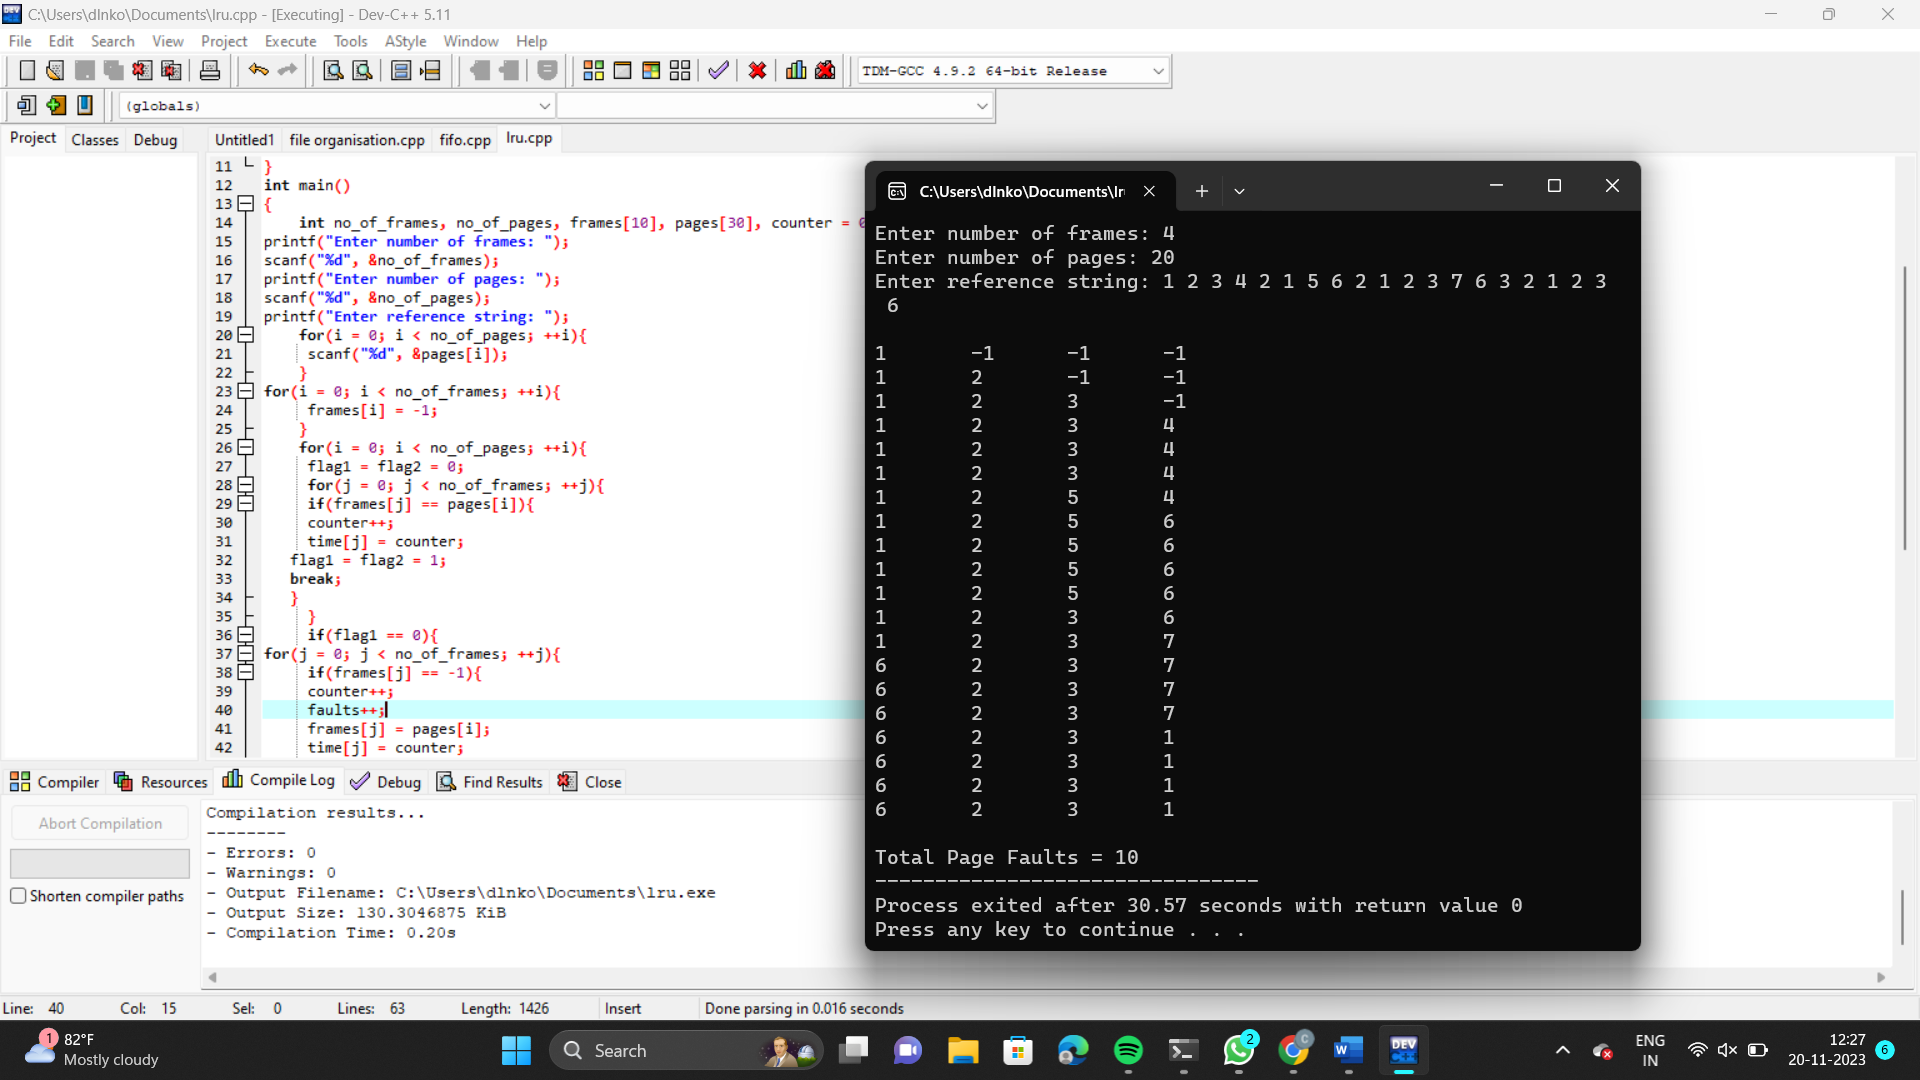 C:\Users\dlnko\Documents\lru.cpp - [Executing] - Dev-C++ 5.11
File Edit Search View Project Execute Tools AStyle Window Help
TDM-GCC 4.9.2 64-bit Release
(globals)
Project Classes Debug
Untitled1 file organisation.cpp fifo.cpp lru.cpp
11 }
12 int main()
13 {
14 int no_of_frames, no_of_pages, frames[10], pages[30], counter =
15 printf("Enter number of frames: ");
16 scanf("%d", &no_of_frames);
17 printf("Enter number of pages: ");
18 scanf("%d", &no_of_pages);
19 printf("Enter reference string: ");
20 for(i = 0; i < no_of_pages; ++i){
21 scanf("%d", &pages[i]);
22 }
23 for(i = 0; i < no_of_frames; ++i){
24 frames[i] = -1;
25 }
26 for(i = 0; i < no_of_pages; ++i){
27 flag1 = flag2 = 0;
28 for(j = 0; j < no_of_frames; ++j){
29 if(frames[j] == pages[i]){
30 counter++;
31 time[j] = counter;
32 flag1 = flag2 = 1;
33 break;
34 }
35 }
36 if(flag1 == 0){
37 for(j = 0; j < no_of_frames; ++j){
38 if(frames[j] == -1){
39 counter++;
40 faults++;
41 frames[j] = pages[i];
42 time[j] = counter;
C:\Users\dlnko\Documents\lr
Enter number of frames: 4
Enter number of pages: 20
Enter reference string: 1 2 3 4 2 1 5 6 2 1 2 3 7 6 3 2 1 2 3
6
1 -1 -1 -1
1 2 -1 -1
1 2 3 -1
1 2 3 4
1 2 3 4
1 2 3 4
1 2 5 4
1 2 5 6
1 2 5 6
1 2 5 6
1 2 5 6
1 2 3 6
1 2 3 7
6 2 3 7
6 2 3 7
6 2 3 7
6 2 3 1
6 2 3 1
6 2 3 1
6 2 3 1
Total Page Faults = 10
--------------------------------
Process exited after 30.57 seconds with return value 0
Press any key to continue . . .
Compiler Resources Compile Log Debug Find Results Close
Abort Compilation
Shorten compiler paths
Compilation results...
--------
- Errors: 0
- Warnings: 0
- Output Filename: C:\Users\dlnko\Documents\lru.exe
- Output Size: 130.3046875 KiB
- Compilation Time: 0.20s
Line: 40 Col: 15 Sel: 0 Lines: 63 Length: 1426 Insert Done parsing in 0.016 seconds
1
82°F
Mostly cloudy
Search
2
C
W
DEV C++
ENG
IN
12:27
20-11-2023
6